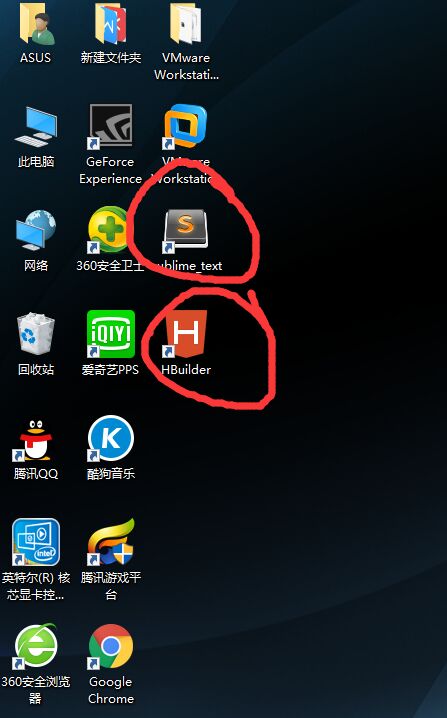 ASUS
新建文件夹
VMware
Workstati...
此电脑
GeForce
Experience
VMware
Workstatio...
网络
360安全卫士
sublime_text
S
iQIYI
H
回收站
爱奇艺PPS
HBuilder
K
腾讯QQ
酷狗音乐
intel
英特尔(R) 核
芯显卡控...
腾讯游戏平
台
360安全浏览
器
Google
Chrome